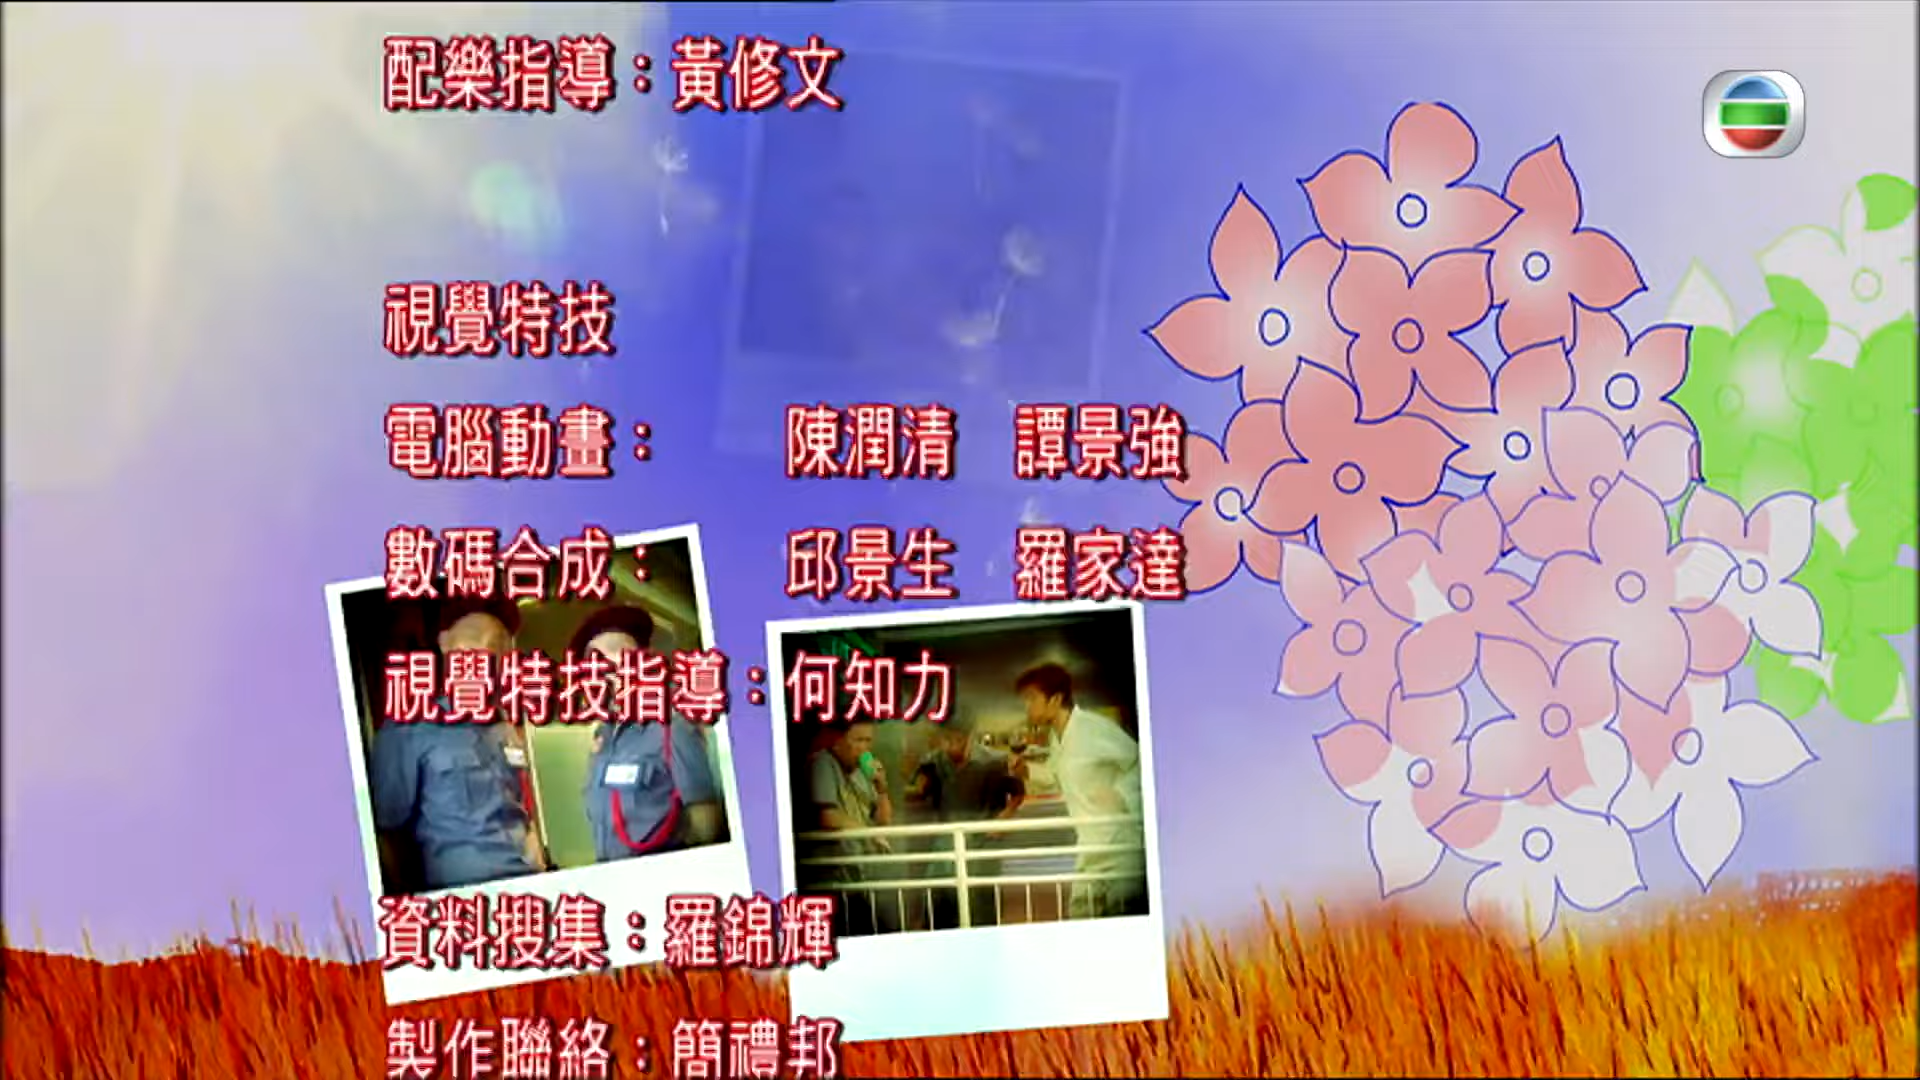 配樂指導：黃修文
視覺特技
電腦動畫：　　陳潤清　譚景強
數碼合成：　　邱景生　羅家達
視覺特技指導：何知力
資料搜集：羅錦輝
製作聯絡：簡禮邦